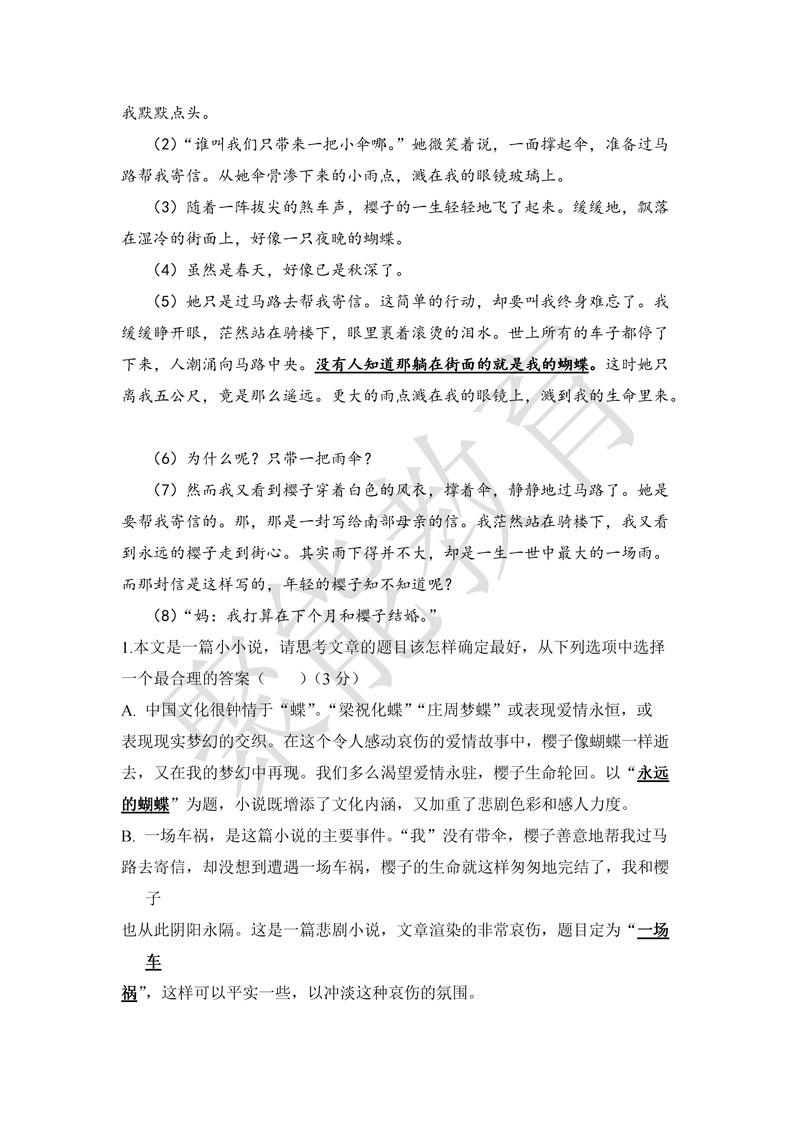 我默默点头。
（2）“谁叫我们只带来一把小伞哪。”她微笑着说，一面撑起伞，准备过马
路帮我寄信。从她伞骨渗下来的小雨点，溅在我的眼镜玻璃上。
（3）随着一阵拔尖的煞车声，樱子的一生轻轻地飞了起来。缓缓地，飘落
在湿冷的街面上，好像一只夜晚的蝴蝶。
（4）虽然是春天，好像已是秋深了。
（5）她只是过马路去帮我寄信。这简单的行动，却要叫我终身难忘了。我
缓缓睁开眼，茫然站在骑楼下，眼里裹着滚烫的泪水。世上所有的车子都停了
下来，人潮涌向马路中央。没有人知道那躺在街面的就是我的蝴蝶。这时她只
离我五公尺，竟是那么遥远。更大的雨点溅在我的眼镜上，溅到我的生命里来。
（6）为什么呢？只带一把雨伞？
（7）然而我又看到樱子穿着白色的风衣，撑着伞，静静地过马路了。她是
要帮我寄信的。那，那是一封写给南部母亲的信。我茫然站在骑楼下，我又看
到永远的樱子走到街心。其实雨下得并不大，却是一生一世中最大的一场雨。
而那封信是这样写的，年轻的樱子知不知道呢？
（8）“妈：我打算在下个月和樱子结婚。”
1.本文是一篇小小说，请思考文章的题目该怎样确定最好，从下列选项中选择
一个最合理的答案（　　）（3 分）
A. 中国文化很钟情于“蝶”。“梁祝化蝶”“庄周梦蝶”或表现爱情永恒，或
表现现实梦幻的交织。在这个令人感动哀伤的爱情故事中，樱子像蝴蝶一样逝
去，又在我的梦幻中再现。我们多么渴望爱情永驻，樱子生命轮回。以“永远
的蝴蝶”为题，小说既增添了文化内涵，又加重了悲剧色彩和感人力度。
B. 一场车祸，是这篇小说的主要事件。“我”没有带伞，樱子善意地帮我过马
路去寄信，却没想到遭遇一场车祸，樱子的生命就这样匆匆地完结了，我和樱
子
也从此阴阳永隔。这是一篇悲剧小说，文章渲染的非常哀伤，题目定为“一场
车
祸”，这样可以平实一些，以冲淡这种哀伤的氛围。
聚能教育